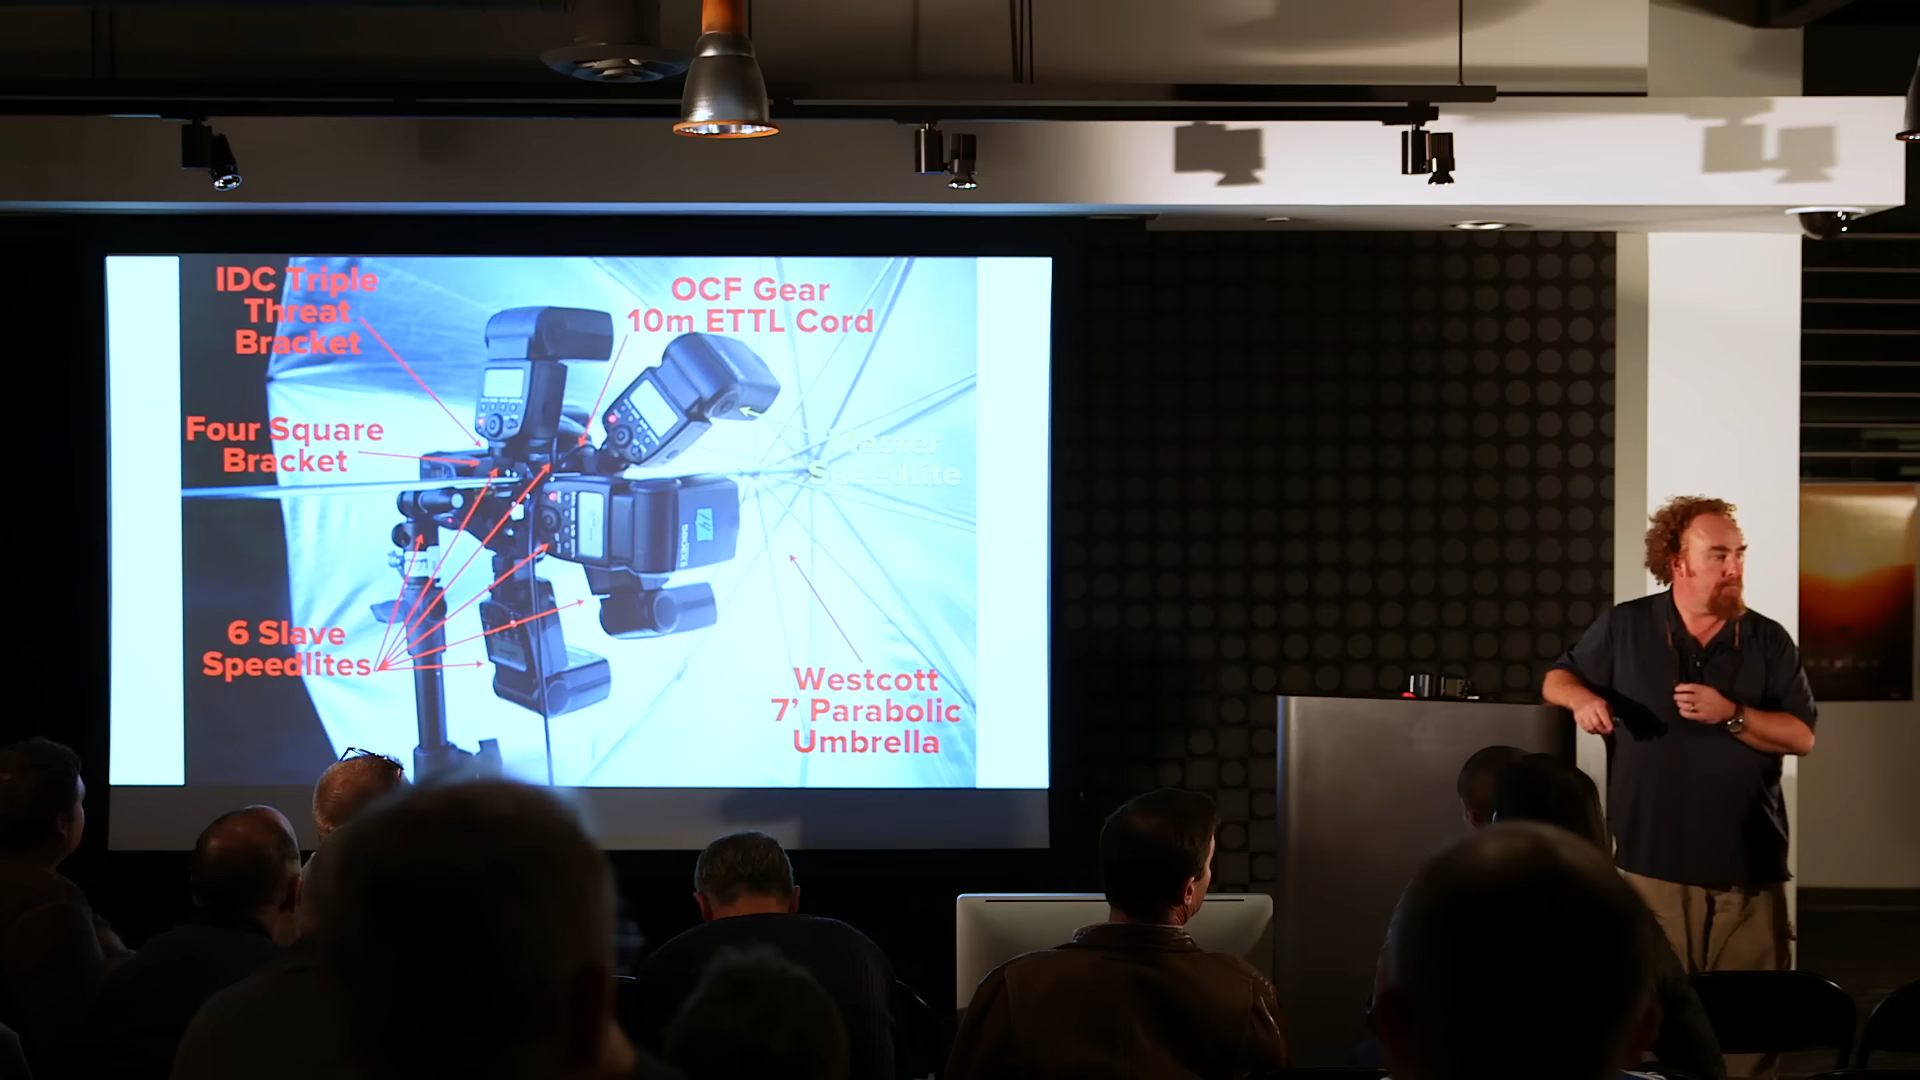 IDC Triple
Threat
Bracket
OCF Gear
10m ETTL Cord
Four Square
Bracket
Master
Speedlite
6 Slave
Speedlites
Westcott
7' Parabolic
Umbrella